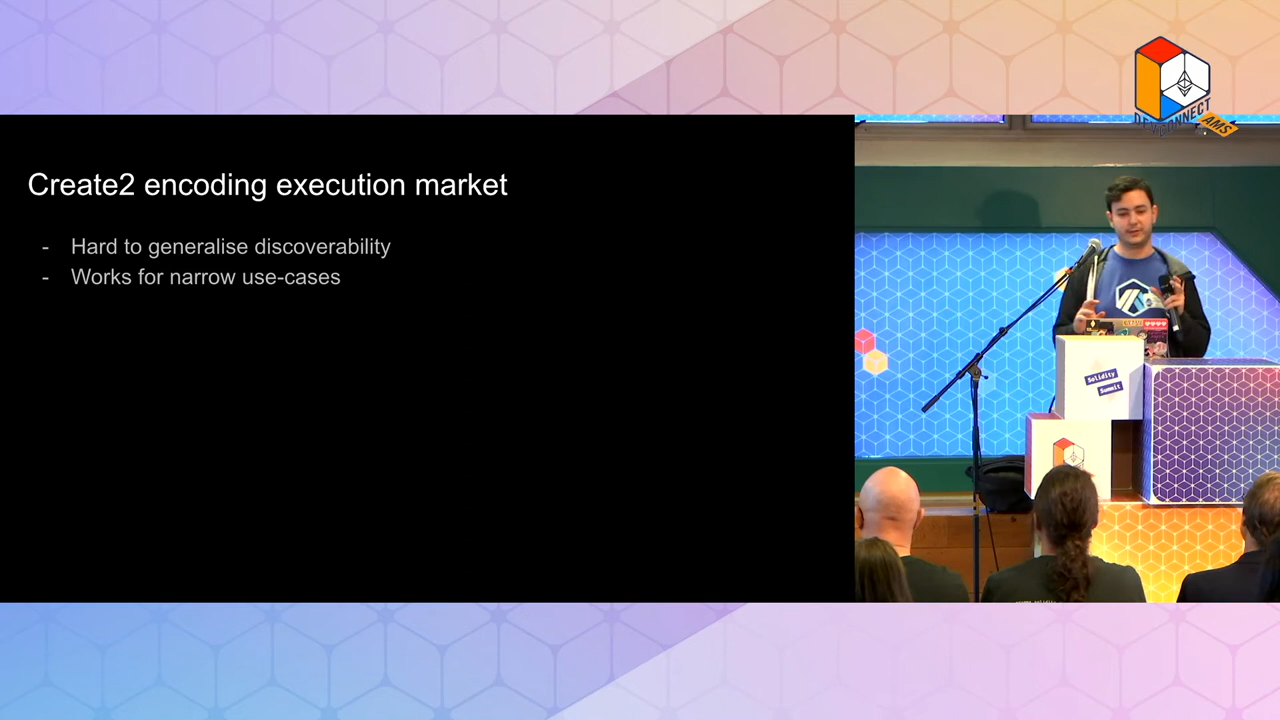 Create2 encoding execution market
- Hard to generalise discoverability
- Works for narrow use-cases
DEVCONNECT
AMS
Solidity
Summit